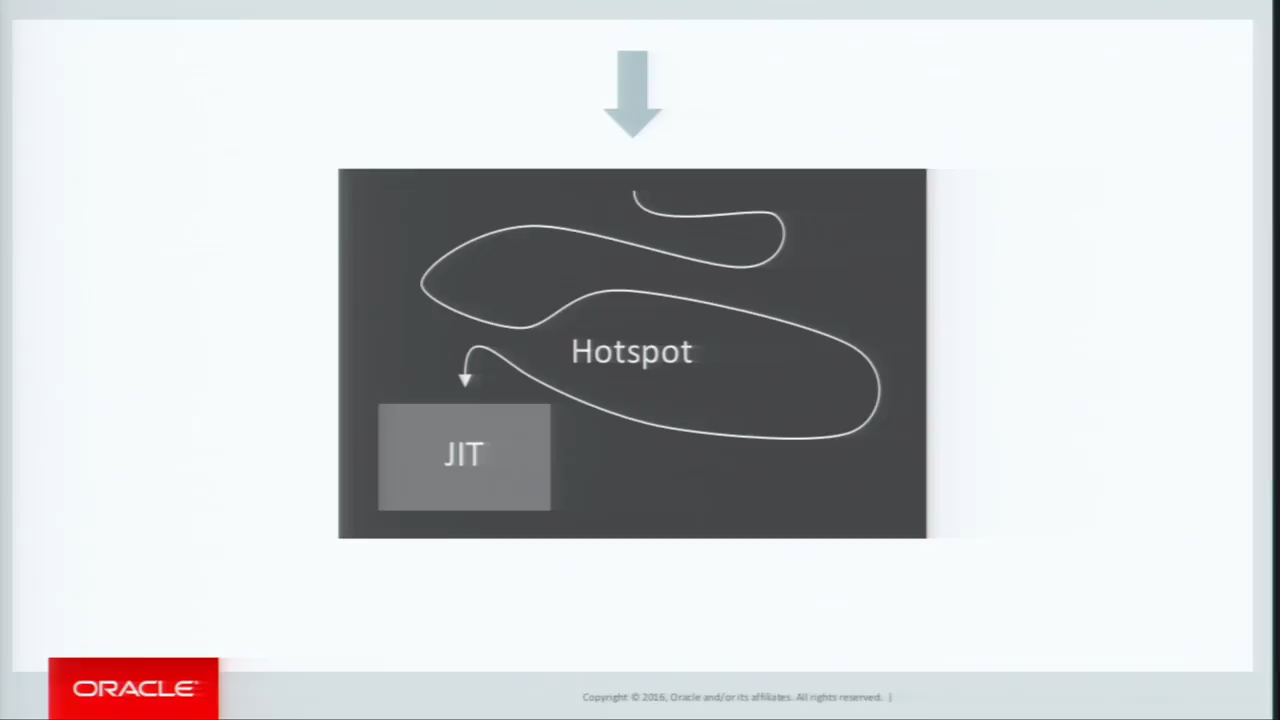 Hotspot
JIT
ORACLE
Copyright © 2016, Oracle and/or its affiliates. All rights reserved. |